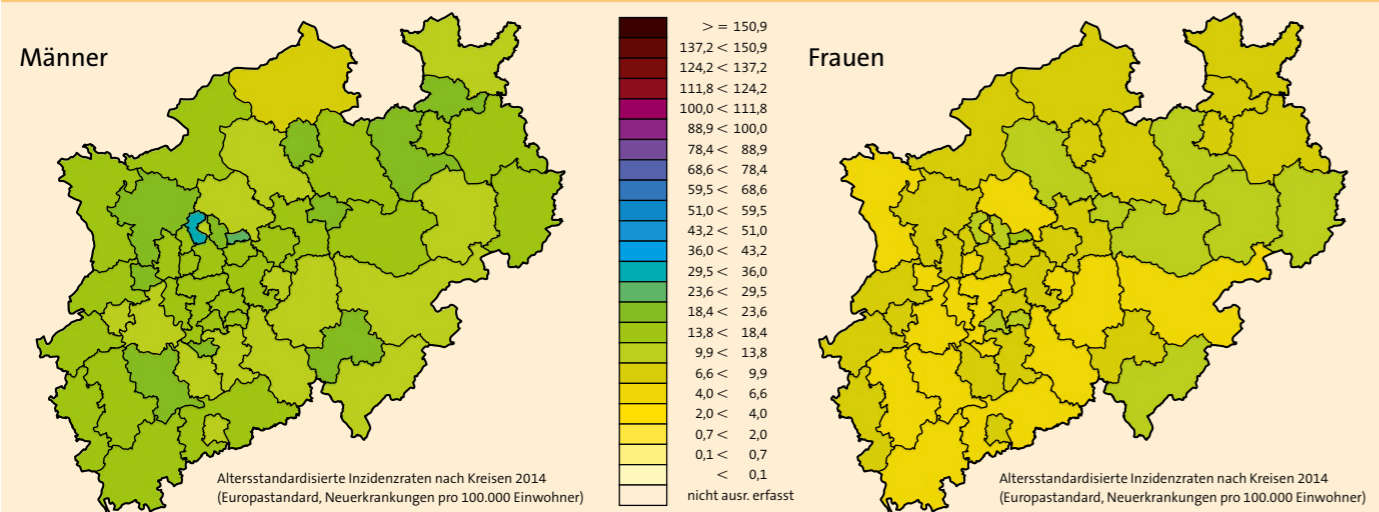 Männer
> = 150,9
137,2 < 150,9
124,2 < 137,2
111,8 < 124,2
100,0 < 111,8
88,9 < 100,0
78,4 < 88,9
68,6 < 78,4
59,5 < 68,6
51,0 < 59,5
43,2 < 51,0
36,0 < 43,2
29,5 < 36,0
23,6 < 29,5
18,4 < 23,6
13,8 < 18,4
9,9 < 13,8
6,6 < 9,9
4,0 < 6,6
2,0 < 4,0
0,7 < 2,0
0,1 < 0,7
< 0,1
nicht ausr. erfasst
Altersstandardisierte Inzidenzraten nach Kreisen 2014
(Europastandard, Neuerkrankungen pro 100.000 Einwohner)
Frauen
Altersstandardisierte Inzidenzraten nach Kreisen 2014
(Europastandard, Neuerkrankungen pro 100.000 Einwohner)